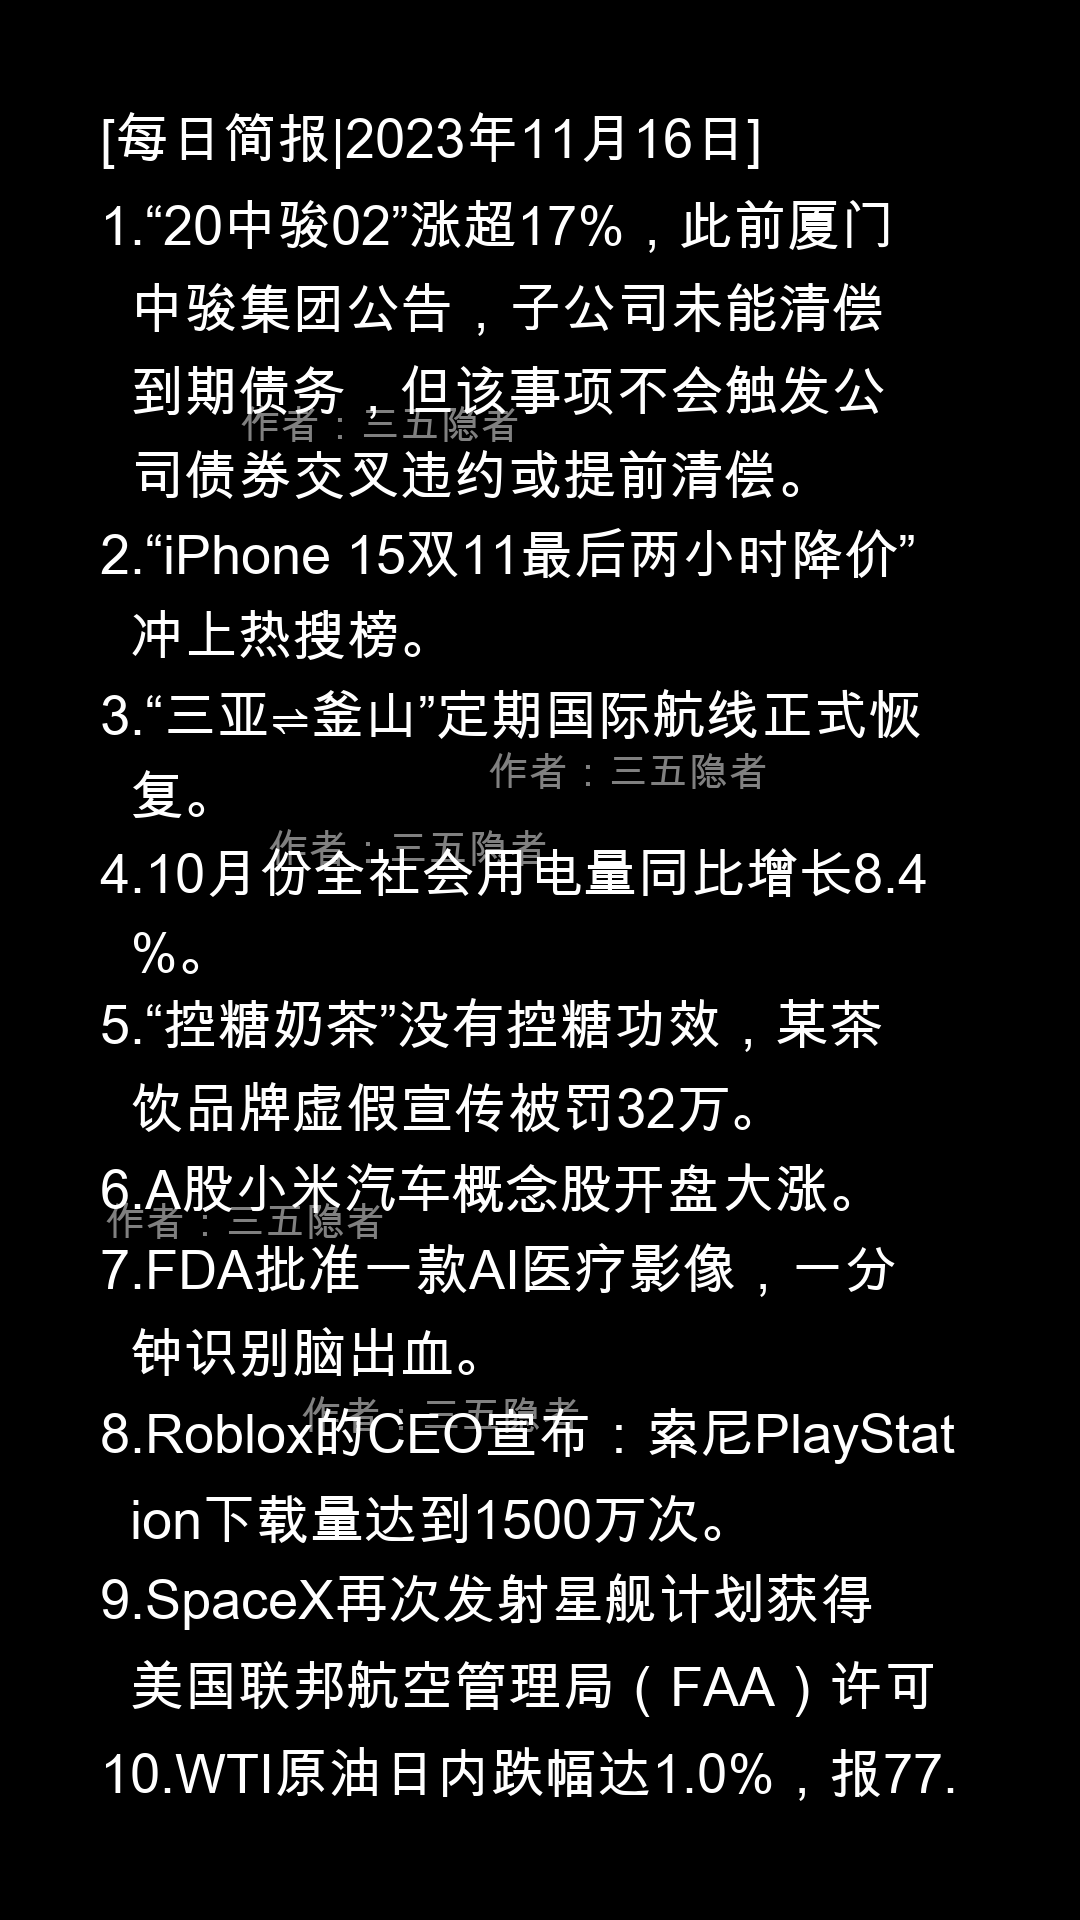 [每日简报|2023年11月16日]
1.“20中骏02”涨超17%，此前厦门
中骏集团公告，子公司未能清偿
到期债务，但该事项不会触发公
作者：三五隐者
司债券交叉违约或提前清偿。
2.“iPhone 15双11最后两小时降价”
冲上热搜榜。
3.“三亚⇌釜山”定期国际航线正式恢
作者：三五隐者
复。
作者：三五隐者
4.10月份全社会用电量同比增长8.4
%。
5.“控糖奶茶”没有控糖功效，某茶
饮品牌虚假宣传被罚32万。
6.A股小米汽车概念股开盘大涨。
作者：三五隐者
7.FDA批准一款AI医疗影像，一分
钟识别脑出血。
作者：三五隐者
8.Roblox的CEO宣布：索尼PlayStat
ion下载量达到1500万次。
9.SpaceX再次发射星舰计划获得
美国联邦航空管理局（FAA）许可
10.WTI原油日内跌幅达1.0%，报77.